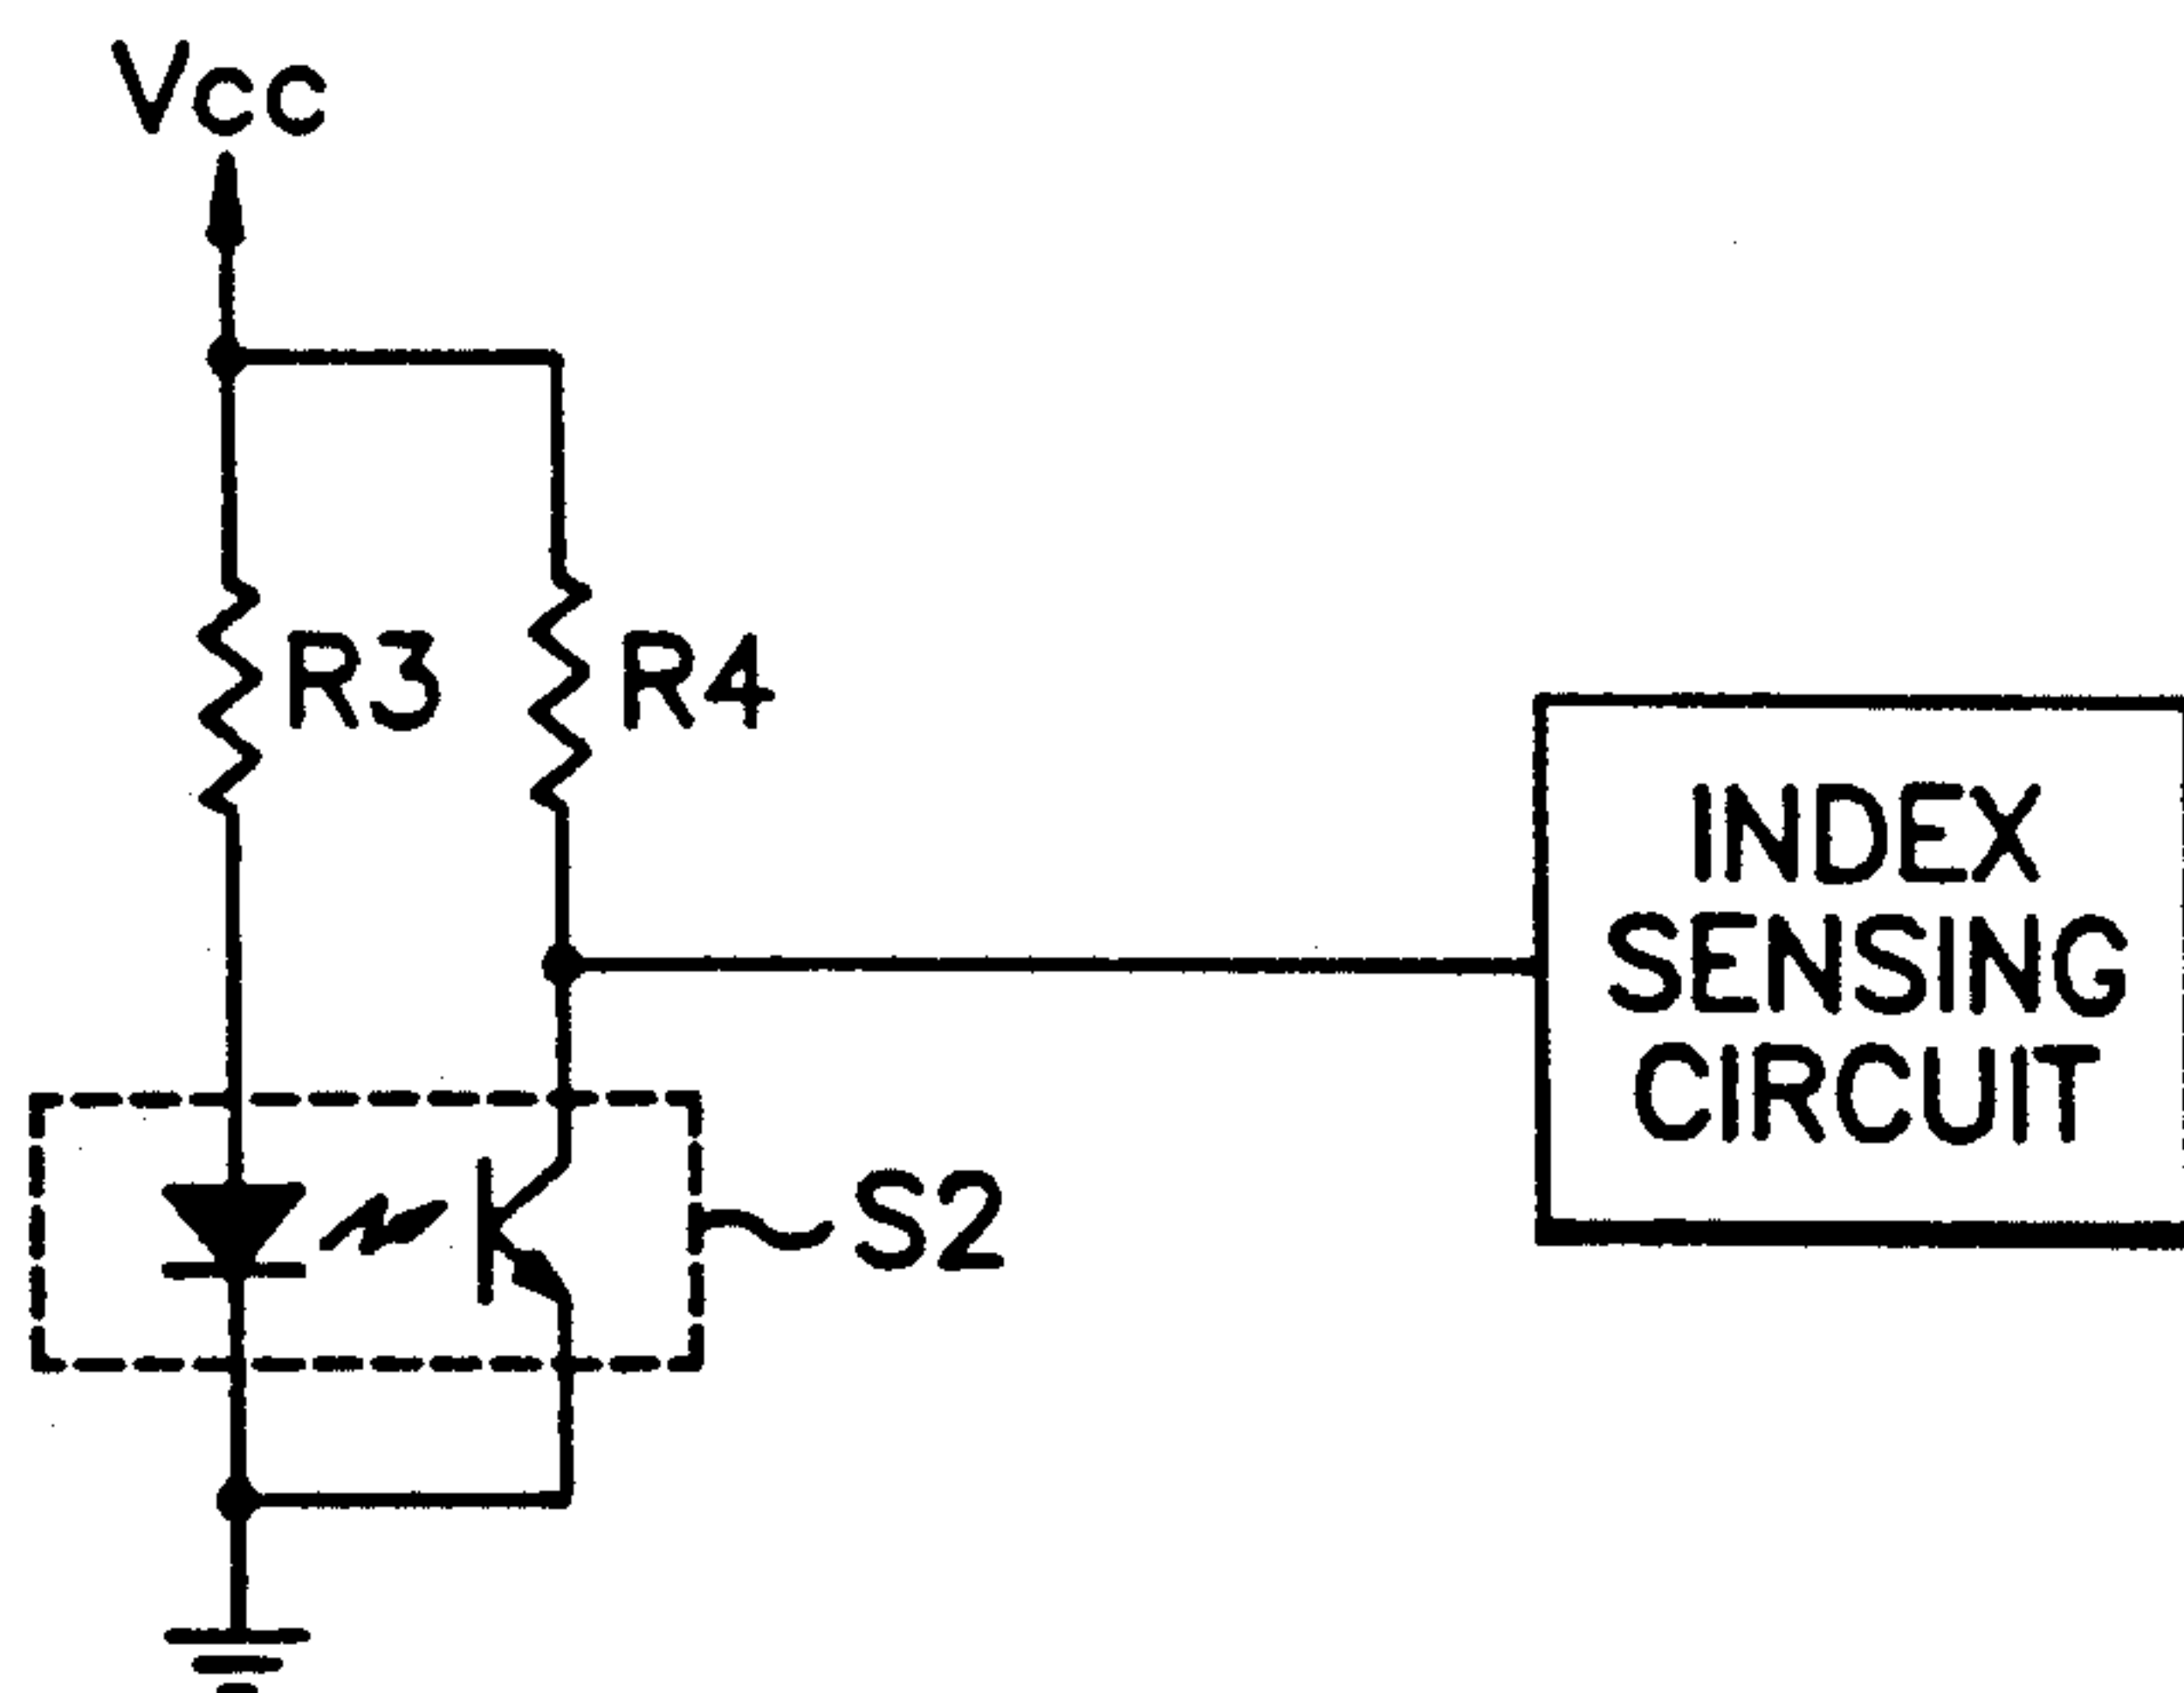 Vcc
R3
R4
INDEX
SENSING
CIRCUIT
S2